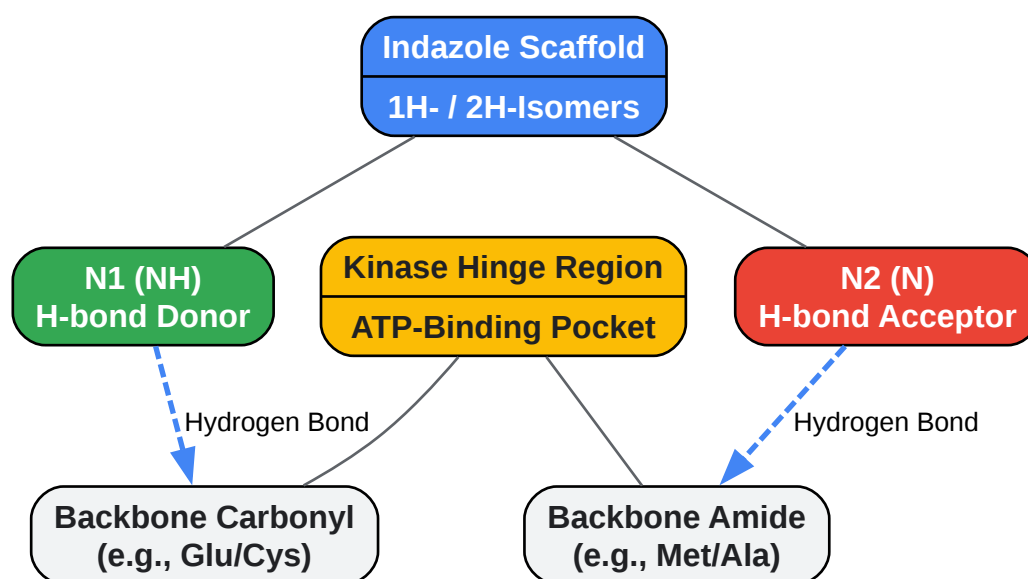 Indazole Scaffold
1H- / 2H-Isomers
N1 (NH)
H-bond Donor
Kinase Hinge Region
ATP-Binding Pocket
N2 (N)
H-bond Acceptor
Hydrogen Bond
Hydrogen Bond
Backbone Carbonyl
(e.g., Glu/Cys)
Backbone Amide
(e.g., Met/Ala)